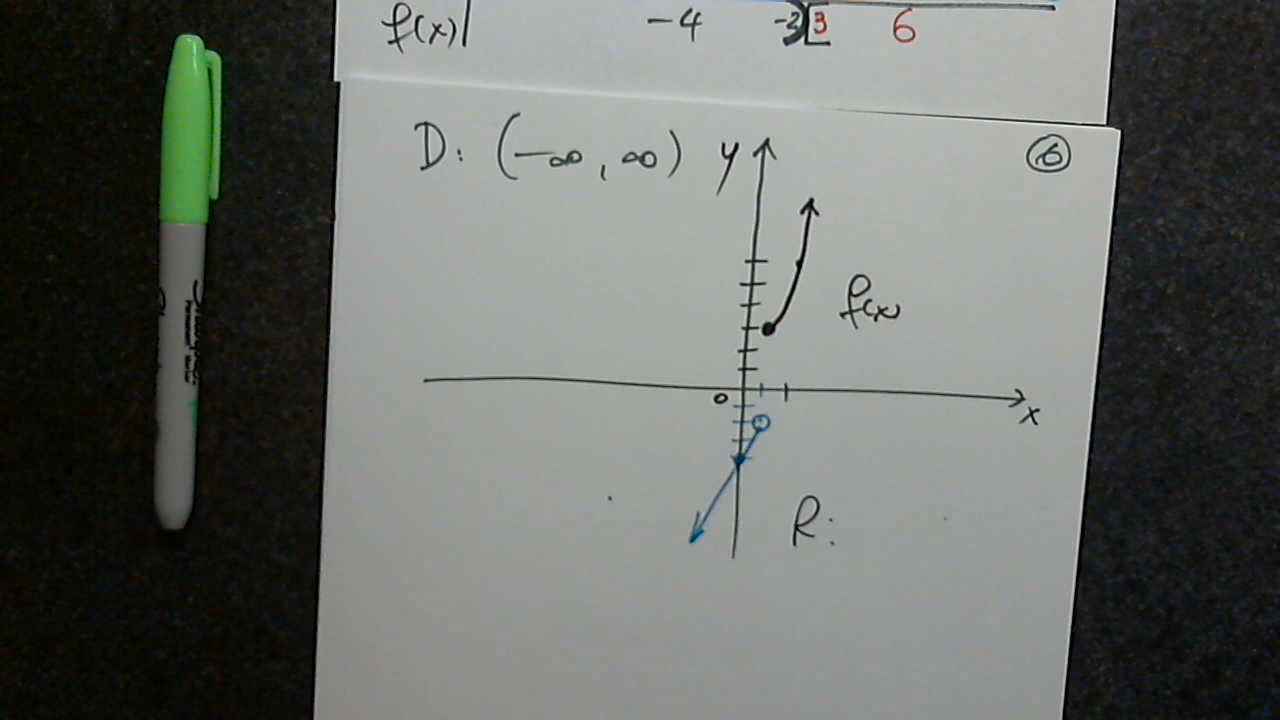 f(x) -4 -2) [3 6
D: (-∞, ∞) y
6
f(x)
0
x
R: